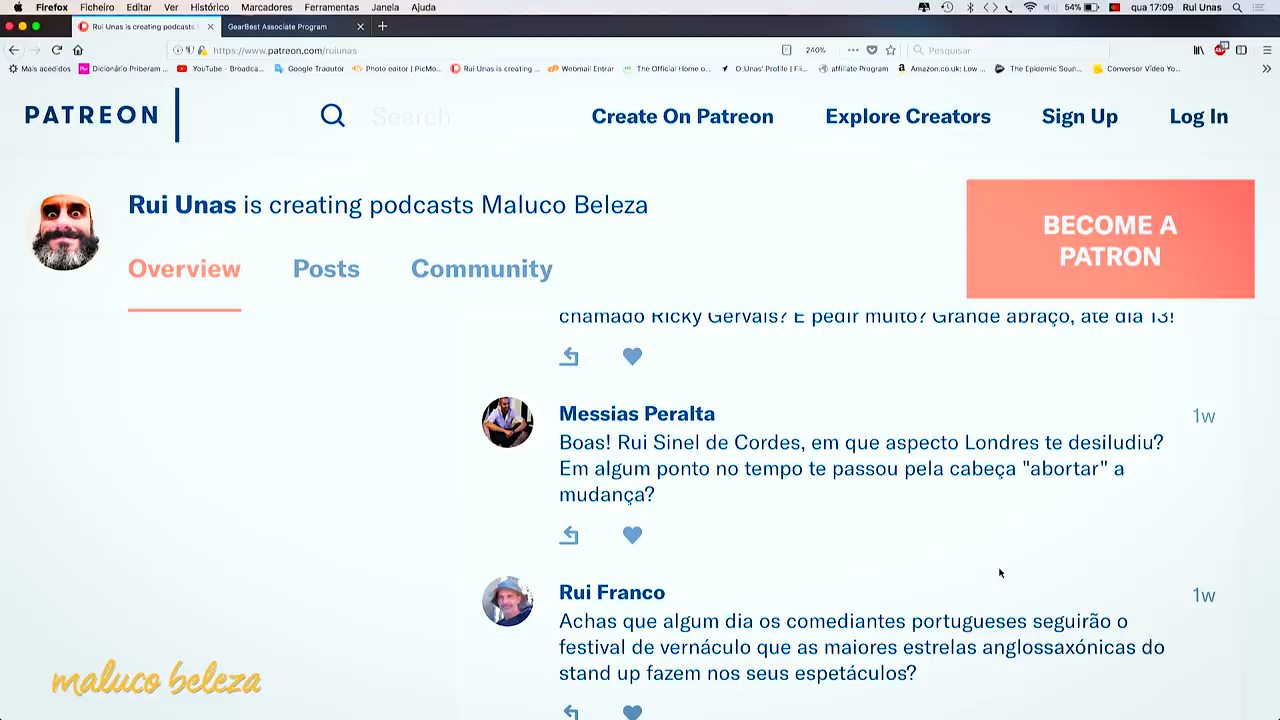 Firefox Ficheiro Editar Ver Histórico Marcadores Ferramentas Janela Ajuda 54% qua 17:09 Rui Unas
Rui Unas is creating podcasts
GearBest Associate Program
https://www.patreon.com/ruiunas 240% Pesquisar
Mais acedidos Dicionário Priberam ... YouTube - Broadca... Google Tradutor Photo editor | PicMo... Rui Unas is creating ... Webmail Entrar The Official Home o... O.Unas' Profile | Fli... affiliate Program Amazon.co.uk: Low ... The Epidemic Soun... Conversor Vídeo Yo...
PATREON Search Create On Patreon Explore Creators Sign Up Log In
Rui Unas is creating podcasts Maluco Beleza
BECOME A
PATRON
Overview Posts Community
chamado Ricky Gervais? É pedir muito? Grande abraço, até dia 13!
Messias Peralta 1w
Boas! Rui Sinel de Cordes, em que aspecto Londres te desiludiu?
Em algum ponto no tempo te passou pela cabeça "abortar" a
mudança?
Rui Franco 1w
Achas que algum dia os comediantes portugueses seguirão o
festival de vernáculo que as maiores estrelas anglossaxónicas do
stand up fazem nos seus espetáculos?
maluco beleza